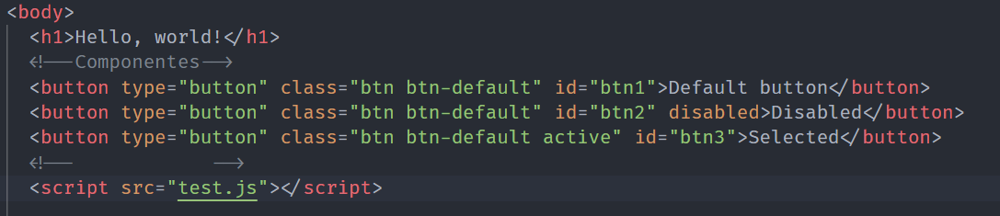 <body>
<h1>Hello, world!</h1>
<!--Componentes-->
<button type="button" class="btn btn-default" id="btn1">Default button</button>
<button type="button" class="btn btn-default" id="btn2" disabled>Disabled</button>
<button type="button" class="btn btn-default active" id="btn3">Selected</button>
<!--            -->
<script src="test.js"></script>